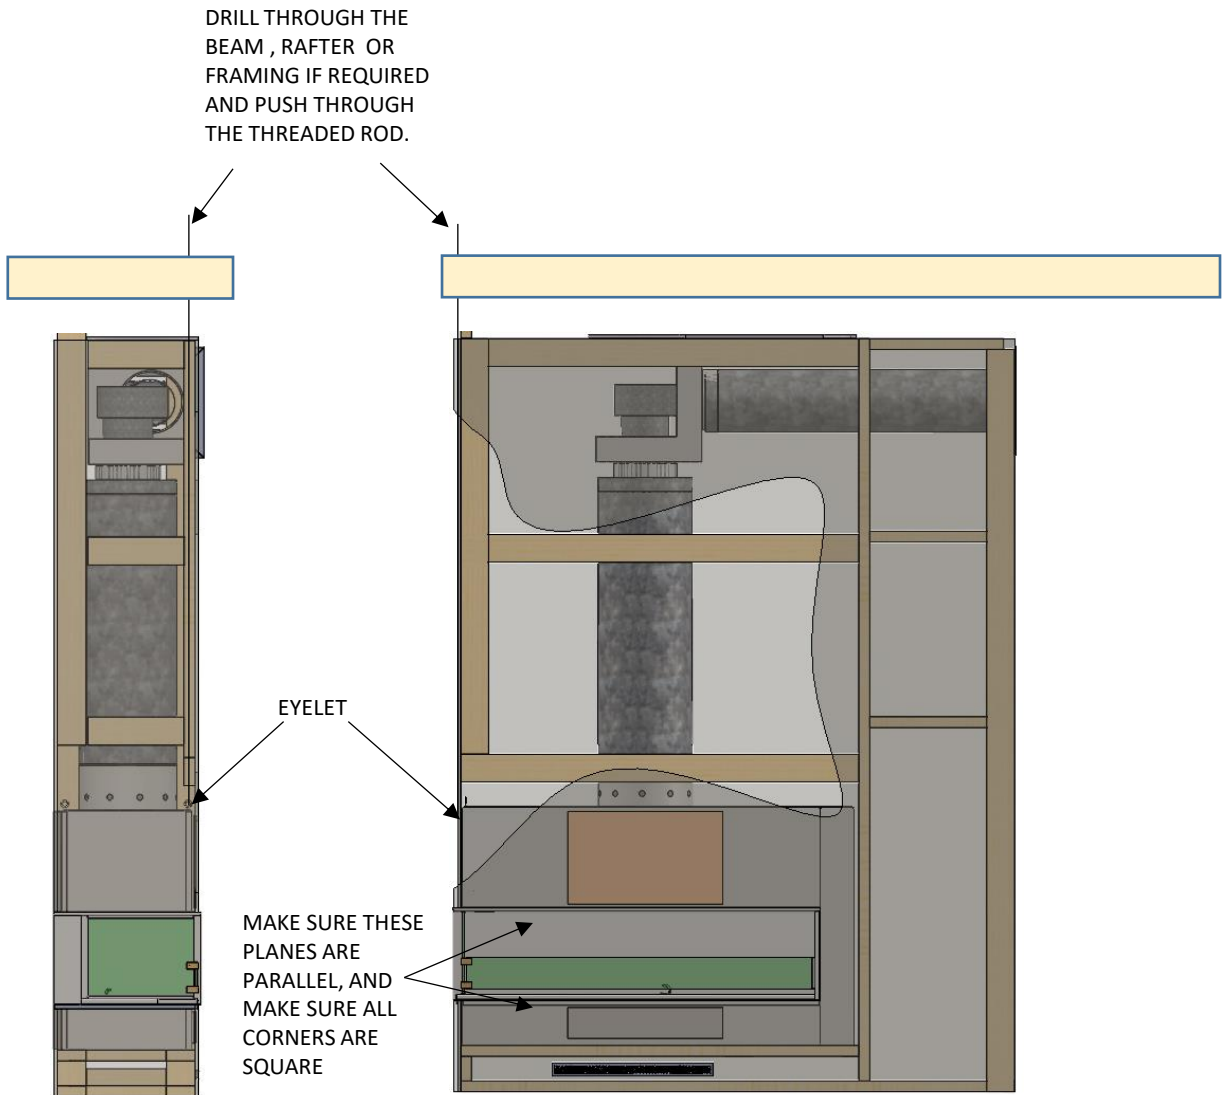 DRILL THROUGH THE
BEAM , RAFTER OR
FRAMING IF REQUIRED
AND PUSH THROUGH
THE THREADED ROD.
EYELET
MAKE SURE THESE
PLANES ARE
PARALLEL, AND
MAKE SURE ALL
CORNERS ARE
SQUARE